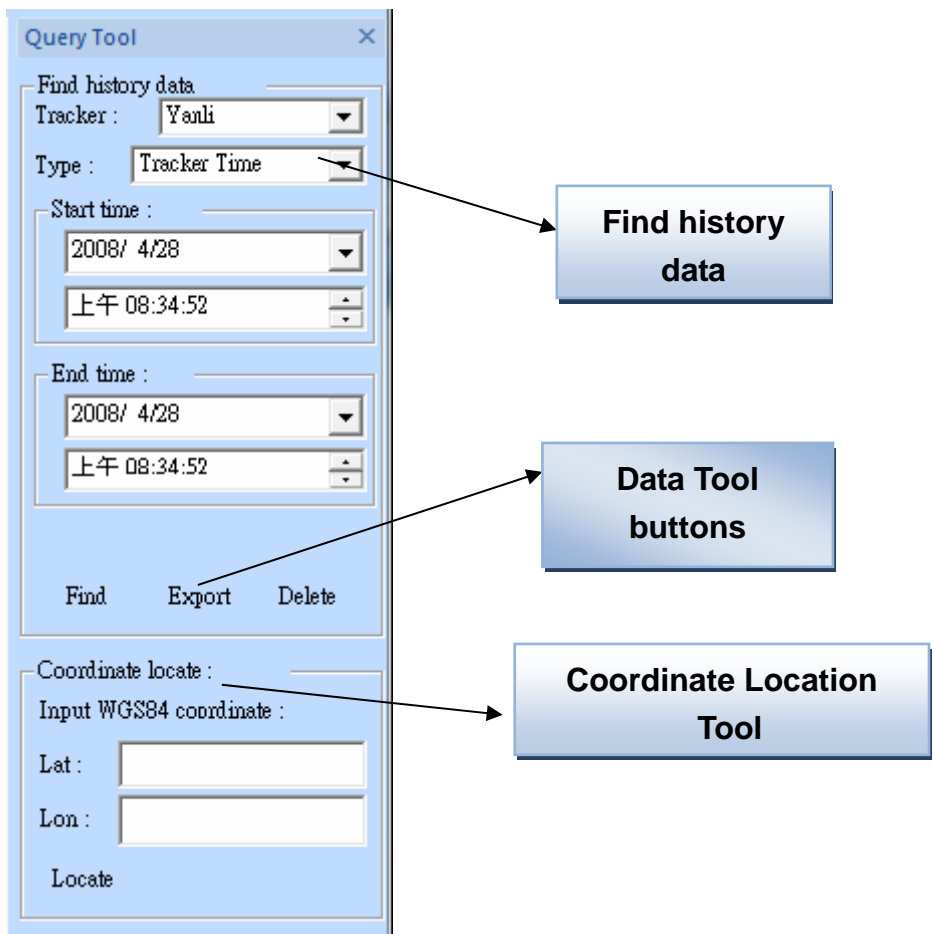 Query Tool
Find history data
Tracker : Yanli
Type : Tracker Time
Start time :
2008/ 4/28
上午 08:34:52
End time :
2008/ 4/28
上午 08:34:52
Find Export Delete
Coordinate locate :
Input WGS84 coordinate :
Lat :
Lon :
Locate
Find history
data
Data Tool
buttons
Coordinate Location
Tool